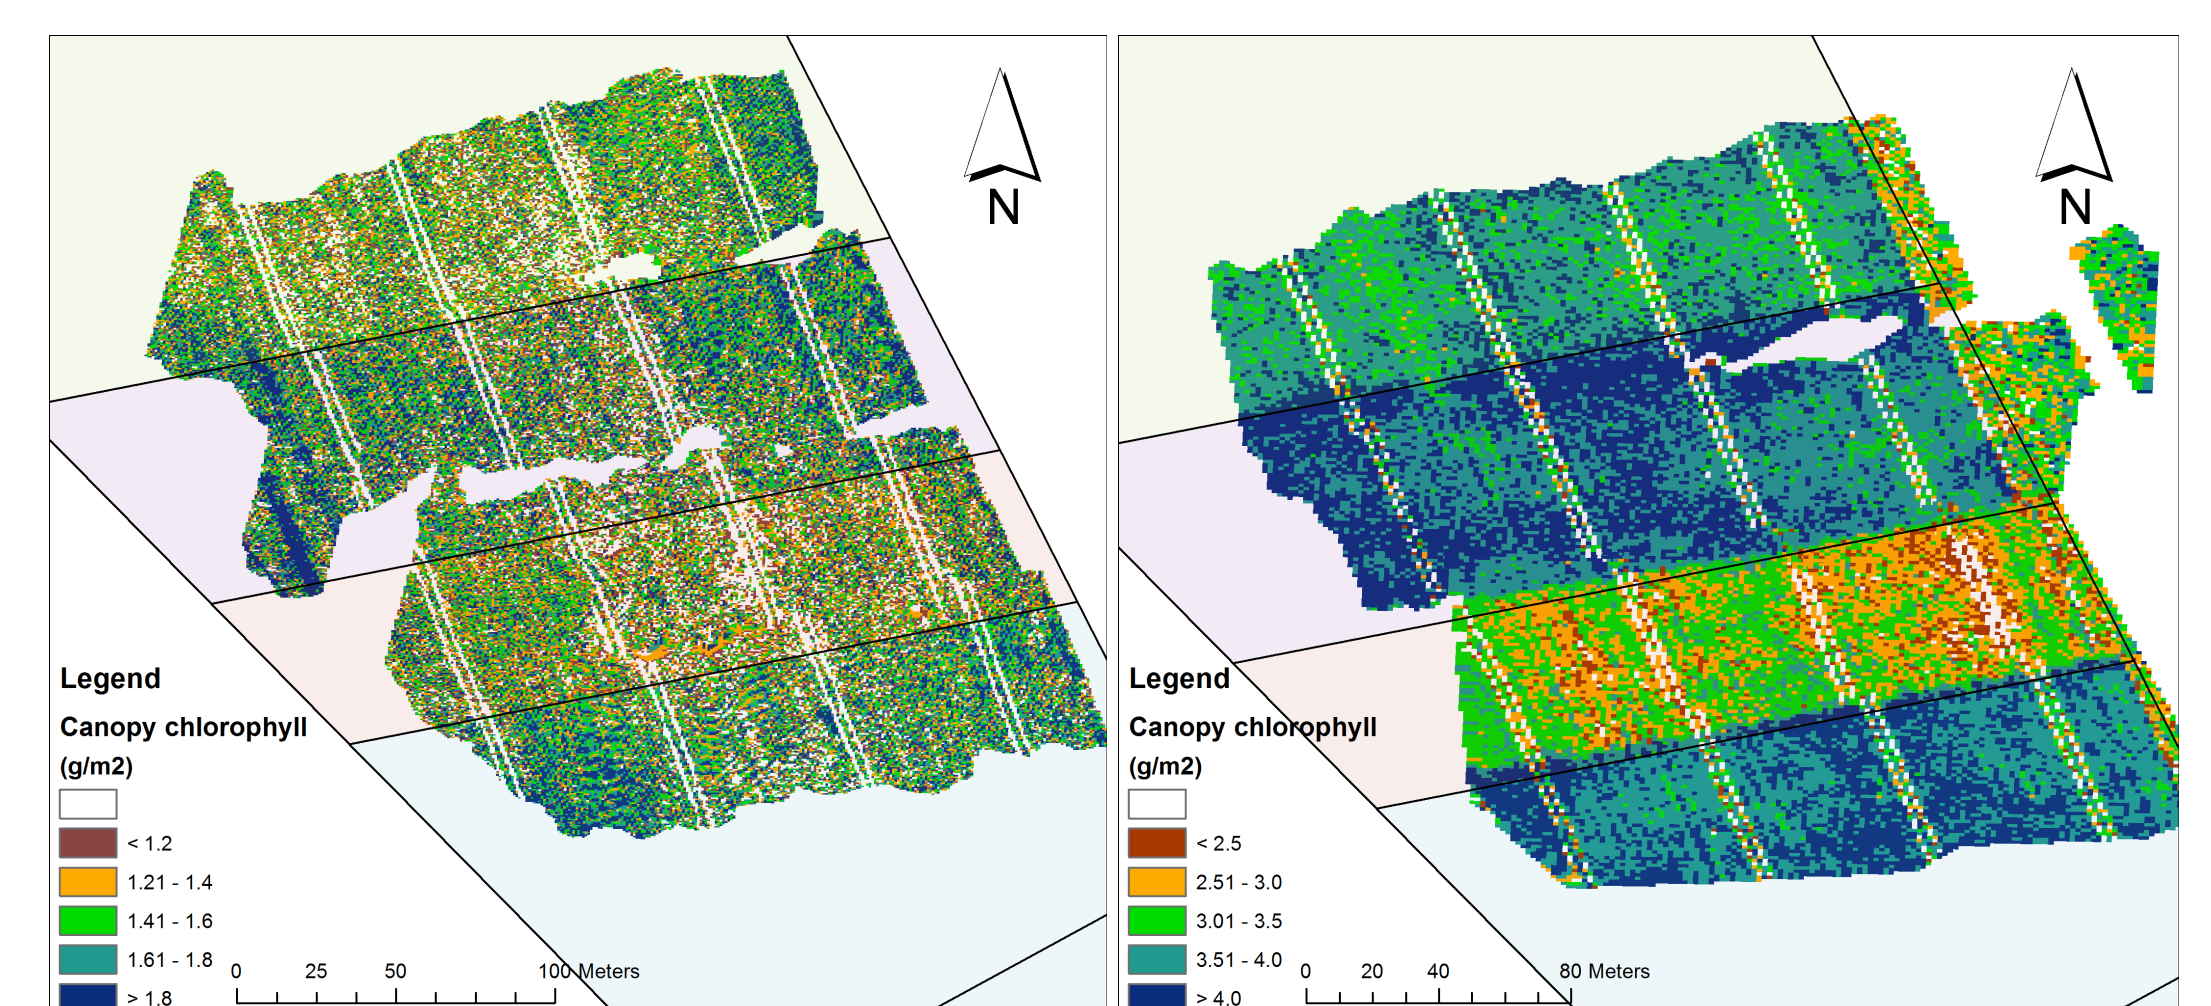 N
Legend
Canopy chlorophyll
(g/m2)
< 1.2
1.21 - 1.4
1.41 - 1.6
1.61 - 1.8
> 1.8
0 25 50 100 Meters
N
Legend
Canopy chlorophyll
(g/m2)
< 2.5
2.51 - 3.0
3.01 - 3.5
3.51 - 4.0
> 4.0
0 20 40 80 Meters